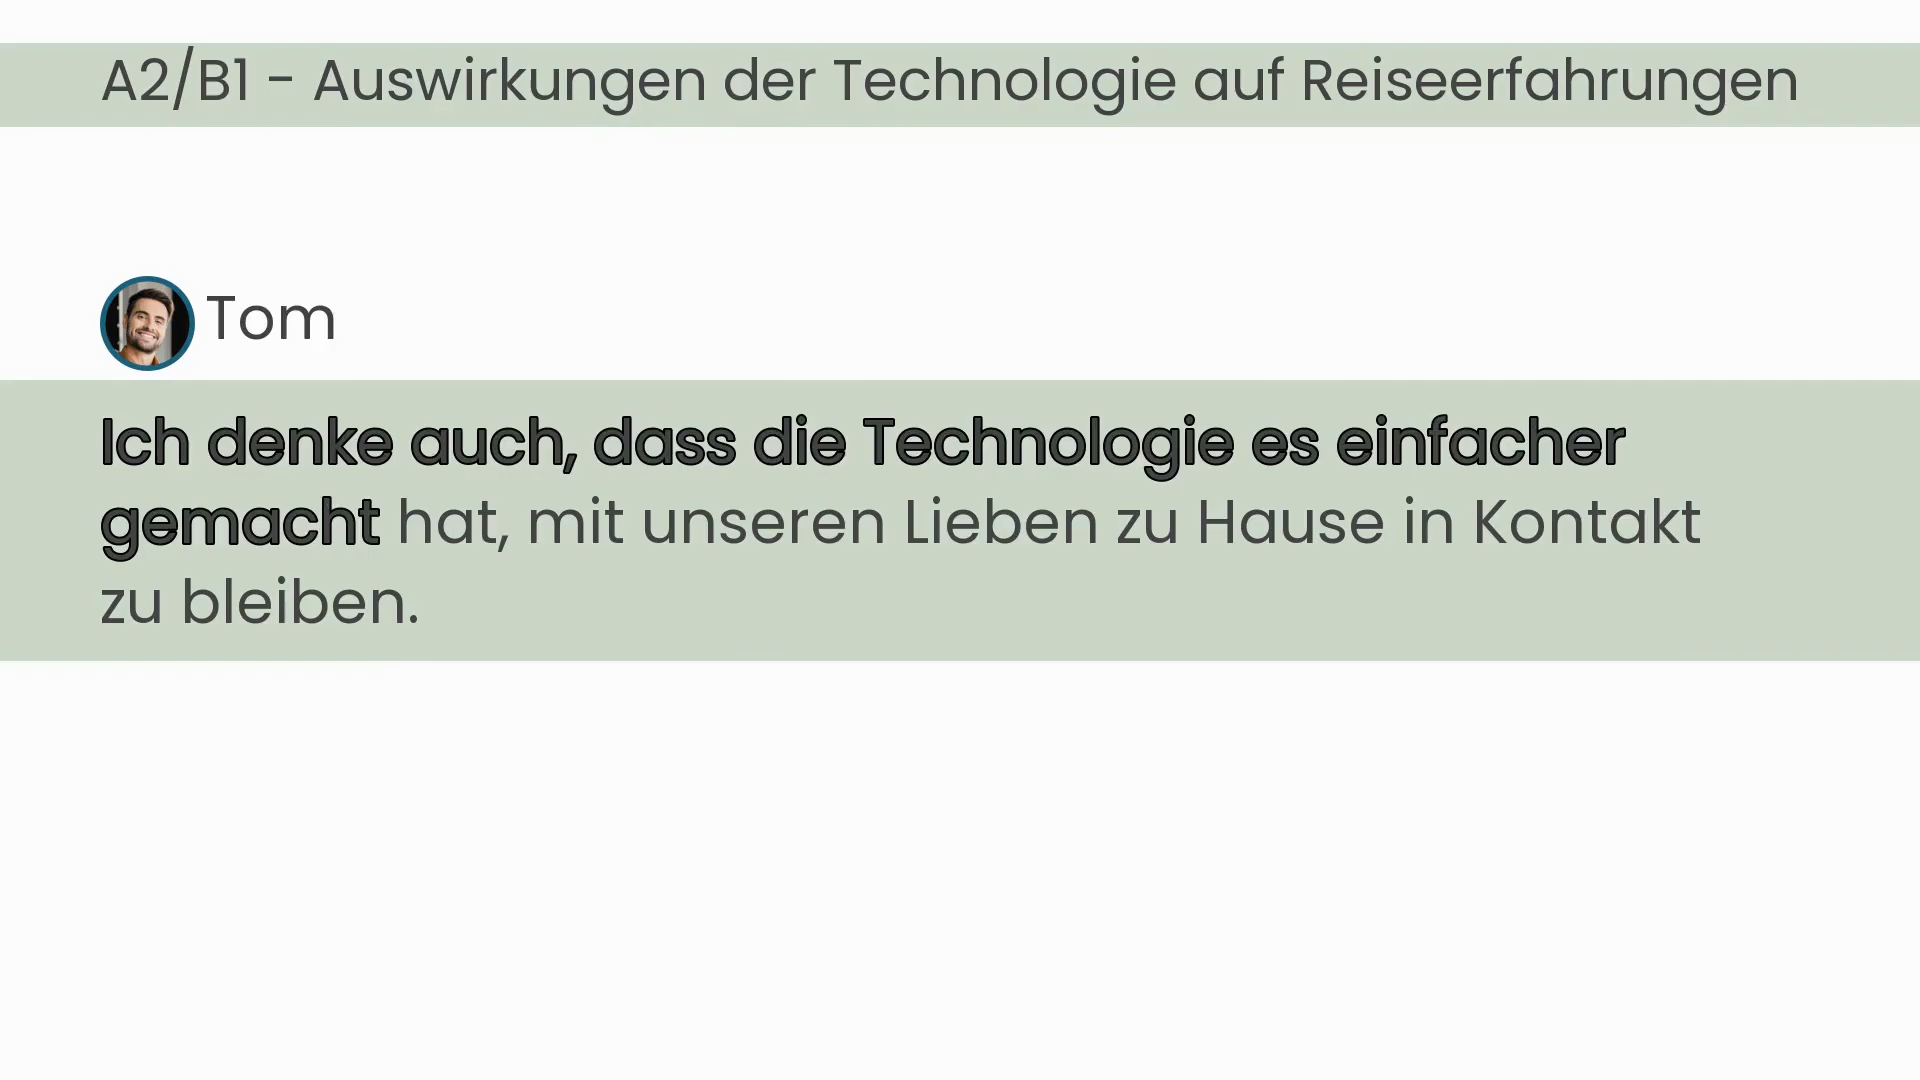 A2/B1 - Auswirkungen der Technologie auf Reiseerfahrungen
Tom
Ich denke auch, dass die Technologie es einfacher
gemacht hat, mit unseren Lieben zu Hause in Kontakt
zu bleiben.